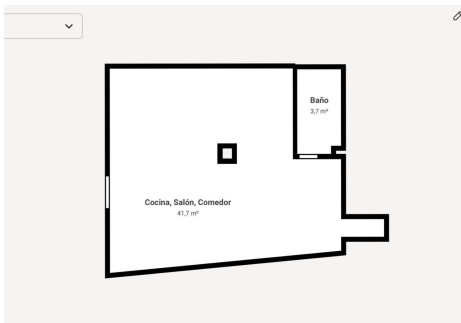 Baño
3,7 m²
Cocina, Salón, Comedor
41,7 m²